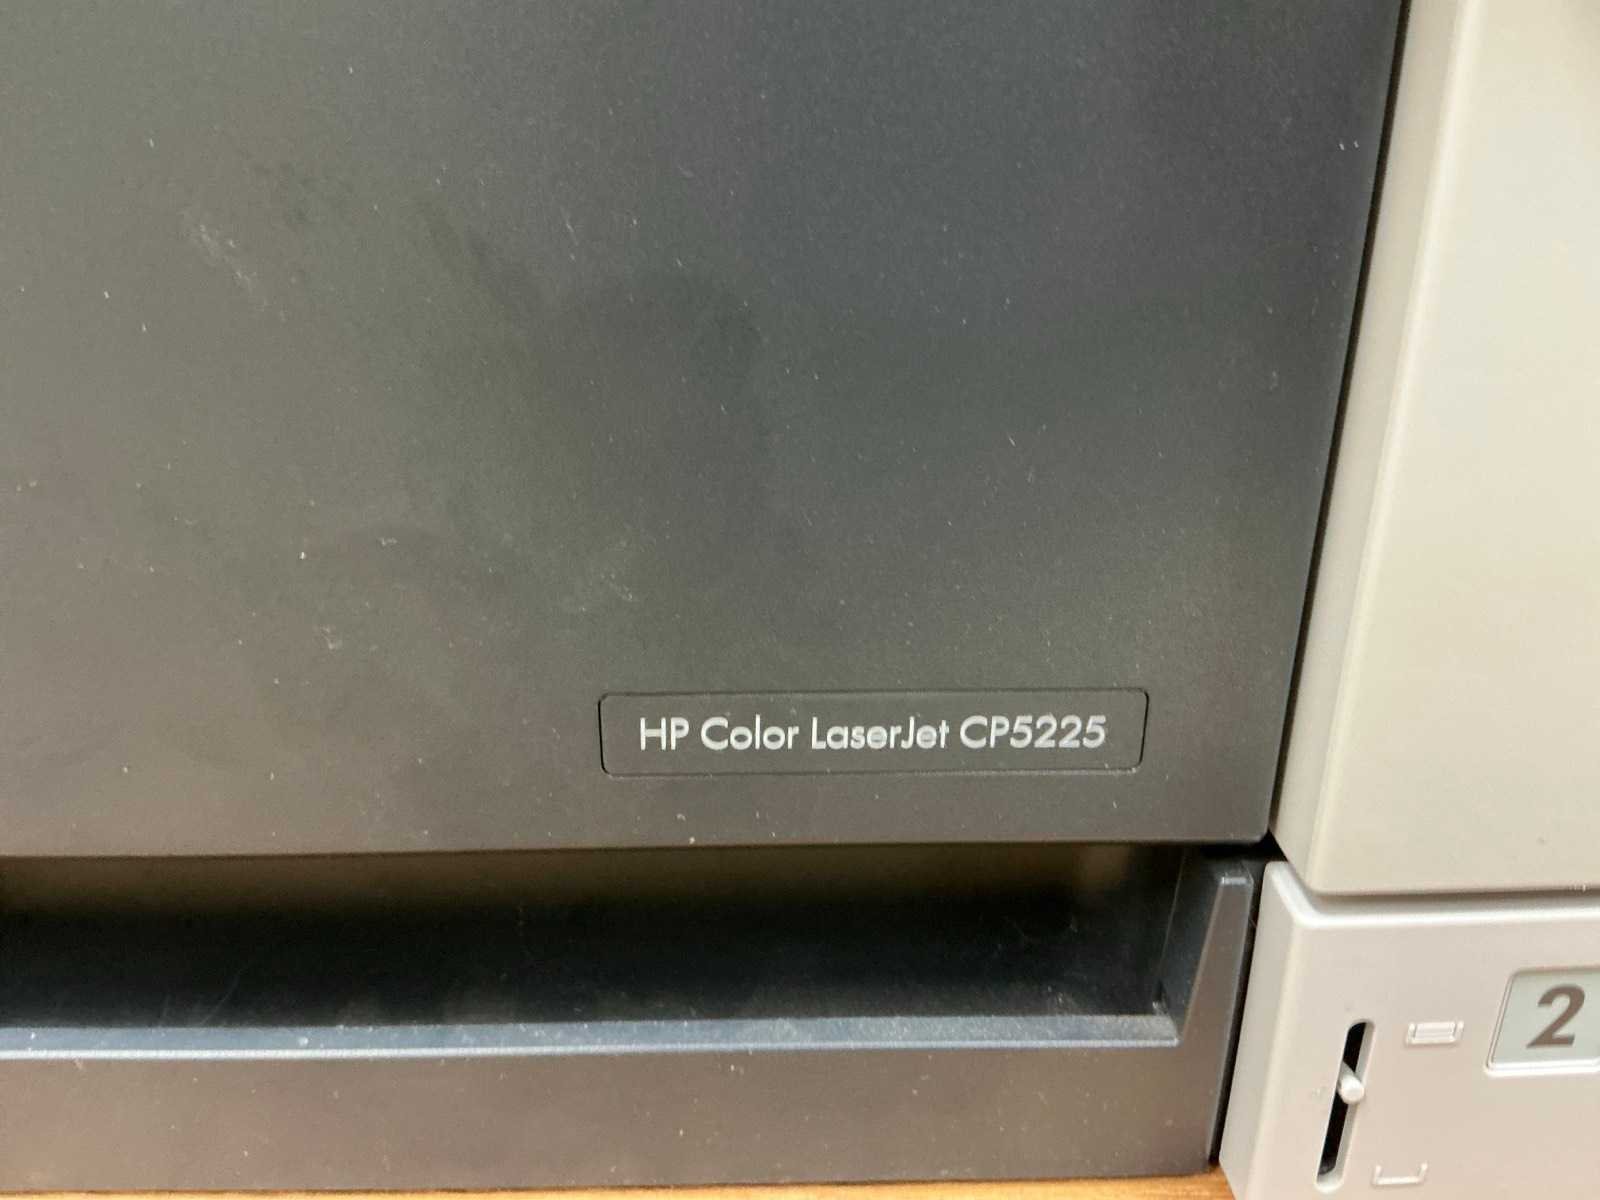 HP Color LaserJet CP5225
2